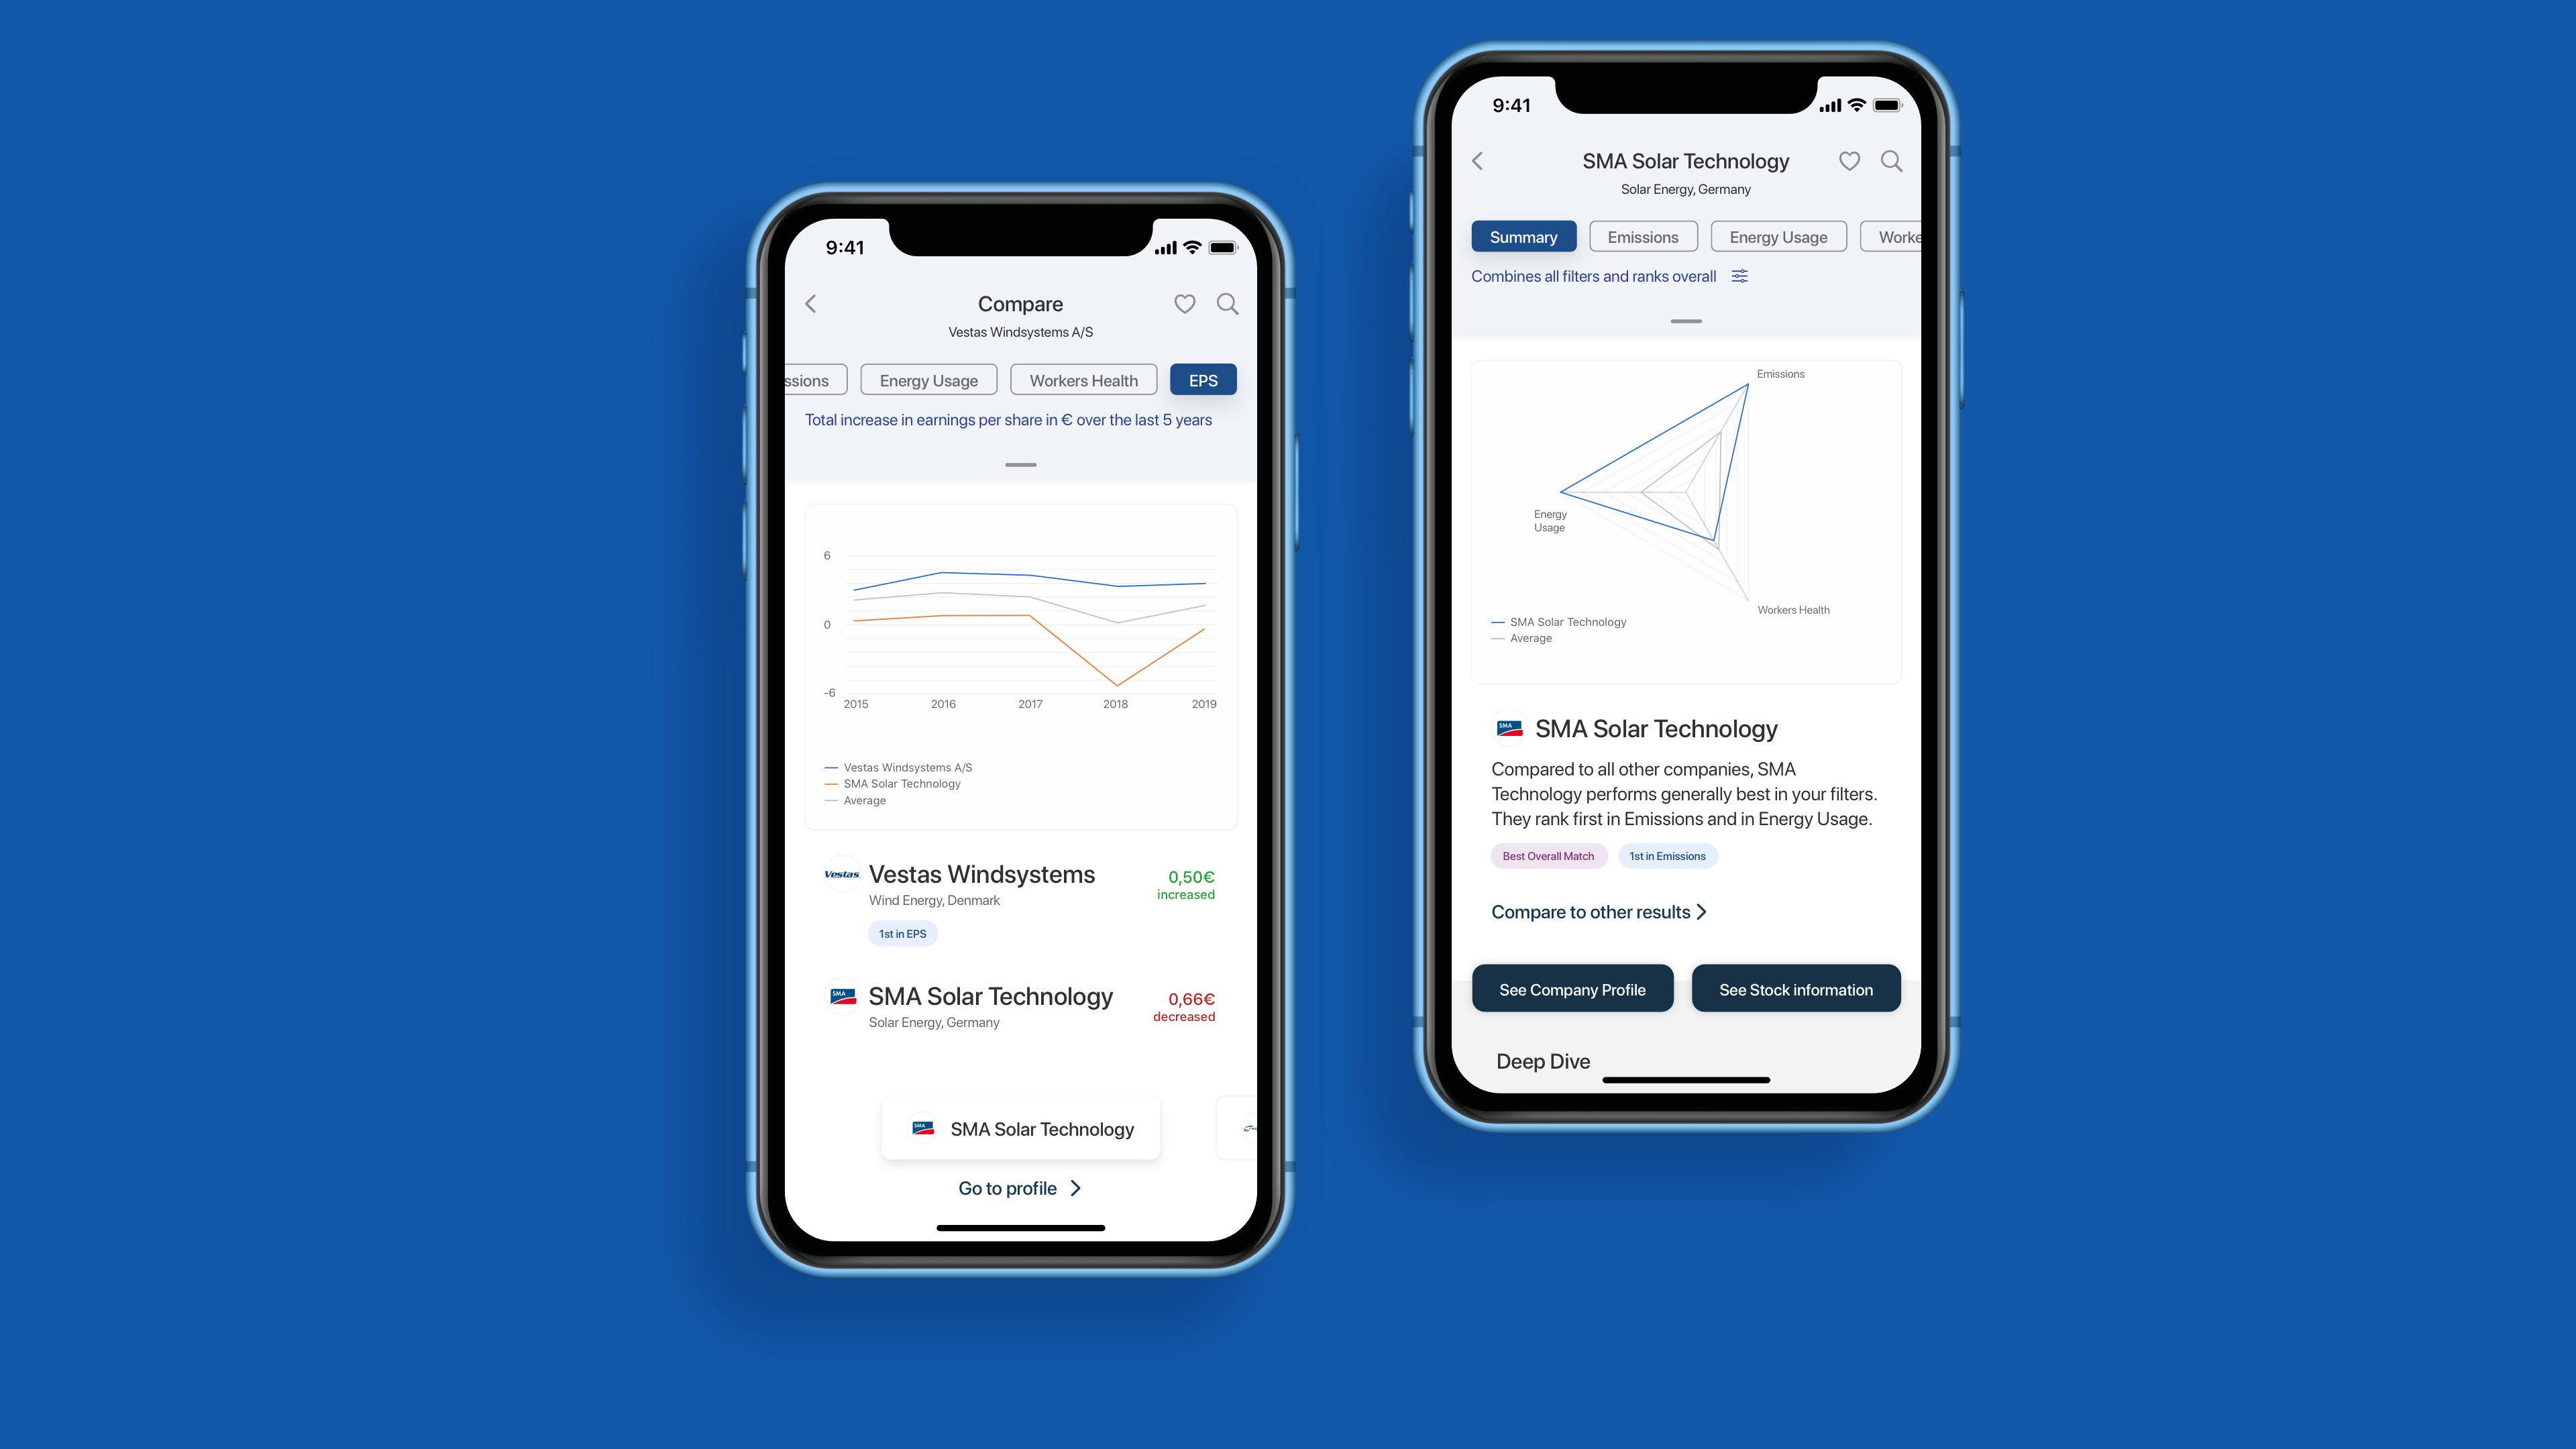 9:41
Compare
Vestas Windsystems A/S
ssions
Energy Usage
Workers Health
EPS
Total increase in earnings per share in € over the last 5 years
6
0
-6
2015
2016
2017
2018
2019
Vestas Windsystems A/S
SMA Solar Technology
Average
Vestas
Vestas Windsystems
Wind Energy, Denmark
1st in EPS
0,50€
increased
SMA
SMA Solar Technology
Solar Energy, Germany
0,66€
decreased
SMA
SMA Solar Technology
Go to profile
9:41
SMA Solar Technology
Solar Energy, Germany
Summary
Emissions
Energy Usage
Worke
Combines all filters and ranks overall
Emissions
Energy
Usage
Workers Health
SMA Solar Technology
Average
SMA
SMA Solar Technology
Compared to all other companies, SMA
Technology performs generally best in your filters.
They rank first in Emissions and in Energy Usage.
Best Overall Match
1st in Emissions
Compare to other results
See Company Profile
See Stock information
Deep Dive